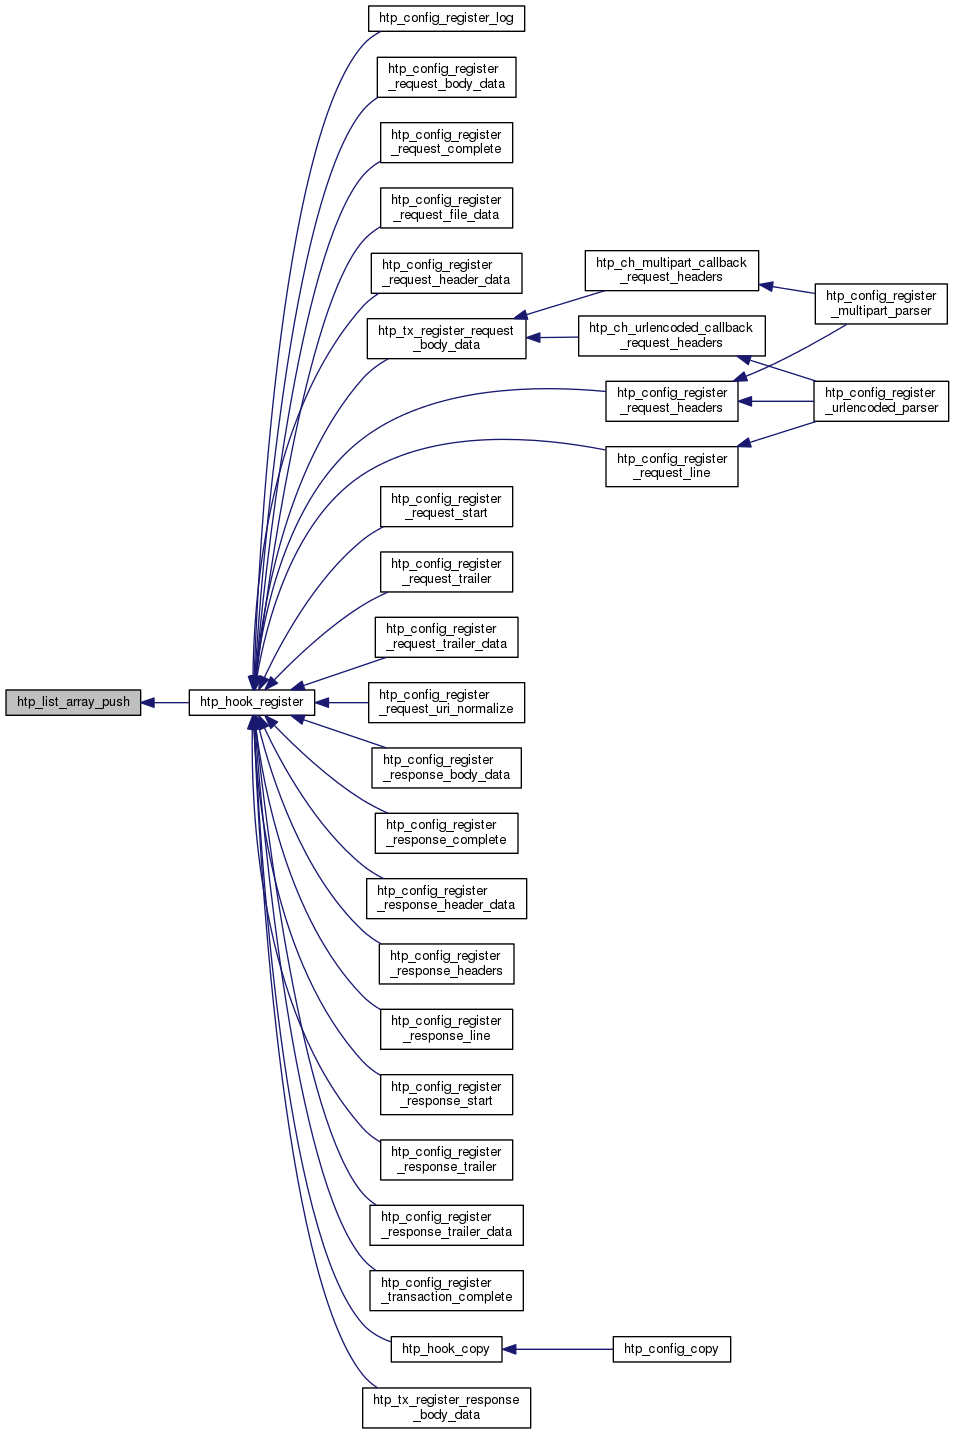 htp_config_register_log
htp_config_register
_request_body_data
htp_config_register
_request_complete
htp_config_register
_request_file_data
htp_config_register
_request_header_data
htp_tx_register_request
_body_data
htp_ch_multipart_callback
_request_headers
htp_config_register
_multipart_parser
htp_ch_urlencoded_callback
_request_headers
htp_config_register
_request_headers
htp_config_register
_urlencoded_parser
htp_config_register
_request_line
htp_config_register
_request_start
htp_config_register
_request_trailer
htp_config_register
_request_trailer_data
htp_list_array_push
htp_hook_register
htp_config_register
_request_uri_normalize
htp_config_register
_response_body_data
htp_config_register
_response_complete
htp_config_register
_response_header_data
htp_config_register
_response_headers
htp_config_register
_response_line
htp_config_register
_response_start
htp_config_register
_response_trailer
htp_config_register
_response_trailer_data
htp_config_register
_transaction_complete
htp_hook_copy
htp_config_copy
htp_tx_register_response
_body_data